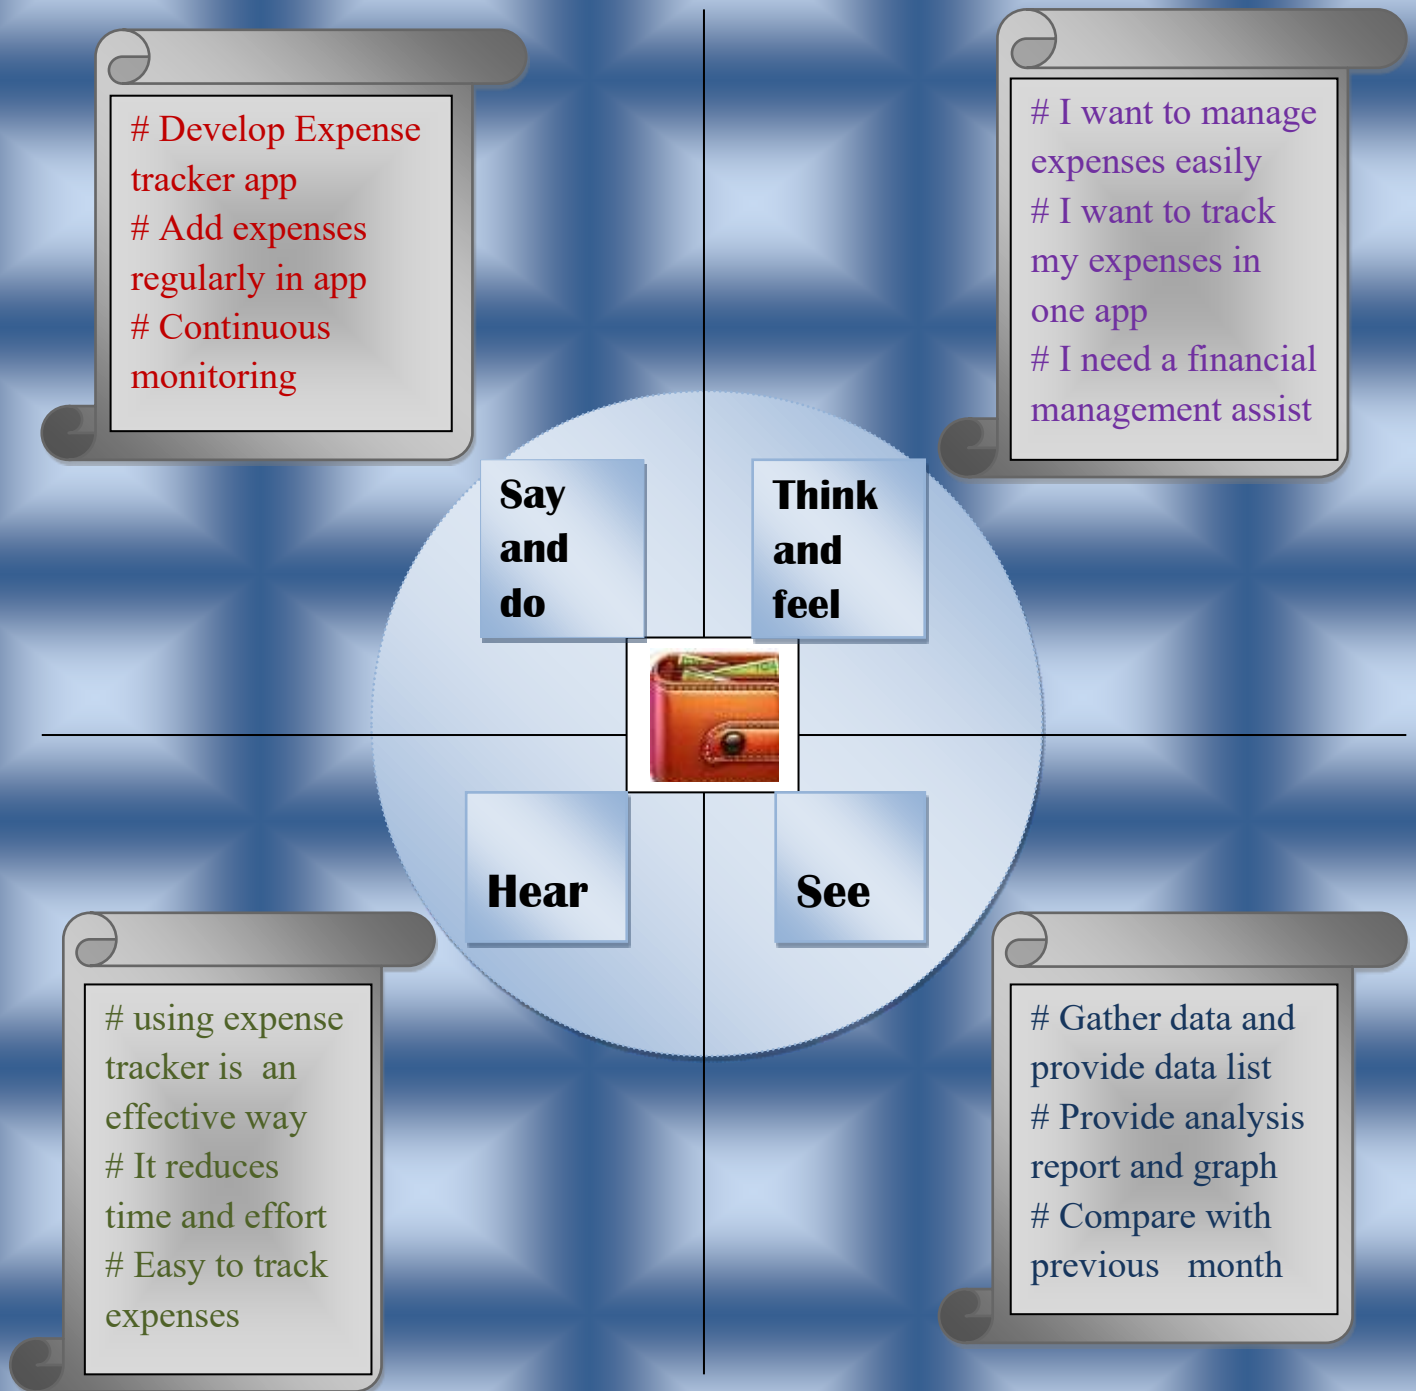 # Develop Expense
tracker app
# Add expenses
regularly in app
# Continuous
monitoring
# I want to manage
expenses easily
# I want to track
my expenses in
one app
# I need a financial
management assist
Say
and
do
Think
and
feel
Hear
See
# using expense
tracker is  an
effective way
# It reduces
time and effort
# Easy to track
expenses
# Gather data and
provide data list
# Provide analysis
report and graph
# Compare with
previous   month